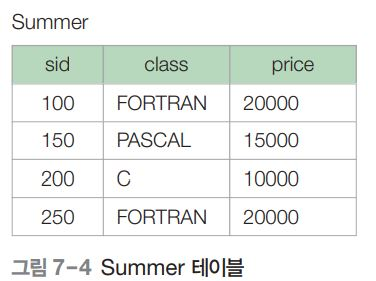 Summer
sid class price
100 FORTRAN 20000
150 PASCAL 15000
200 C 10000
250 FORTRAN 20000
그림 7-4 Summer 테이블